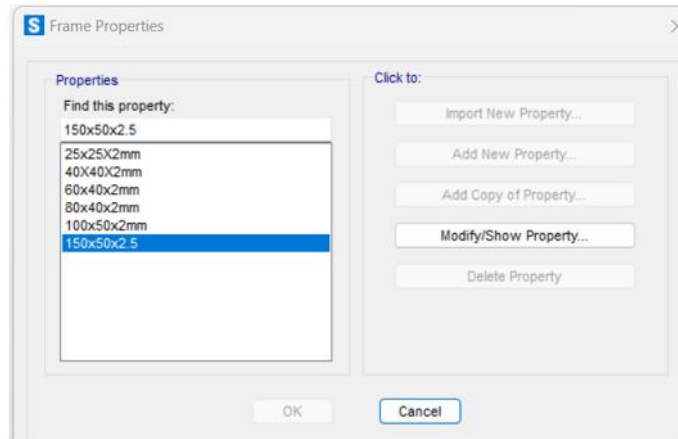 S Frame Properties
Properties
Find this property:
150x50x2.5
25x25X2mm
40X40X2mm
60x40x2mm
80x40x2mm
100x50x2mm
150x50x2.5
Click to:
Import New Property...
Add New Property...
Add Copy of Property...
Modify/Show Property...
Delete Property
OK
Cancel